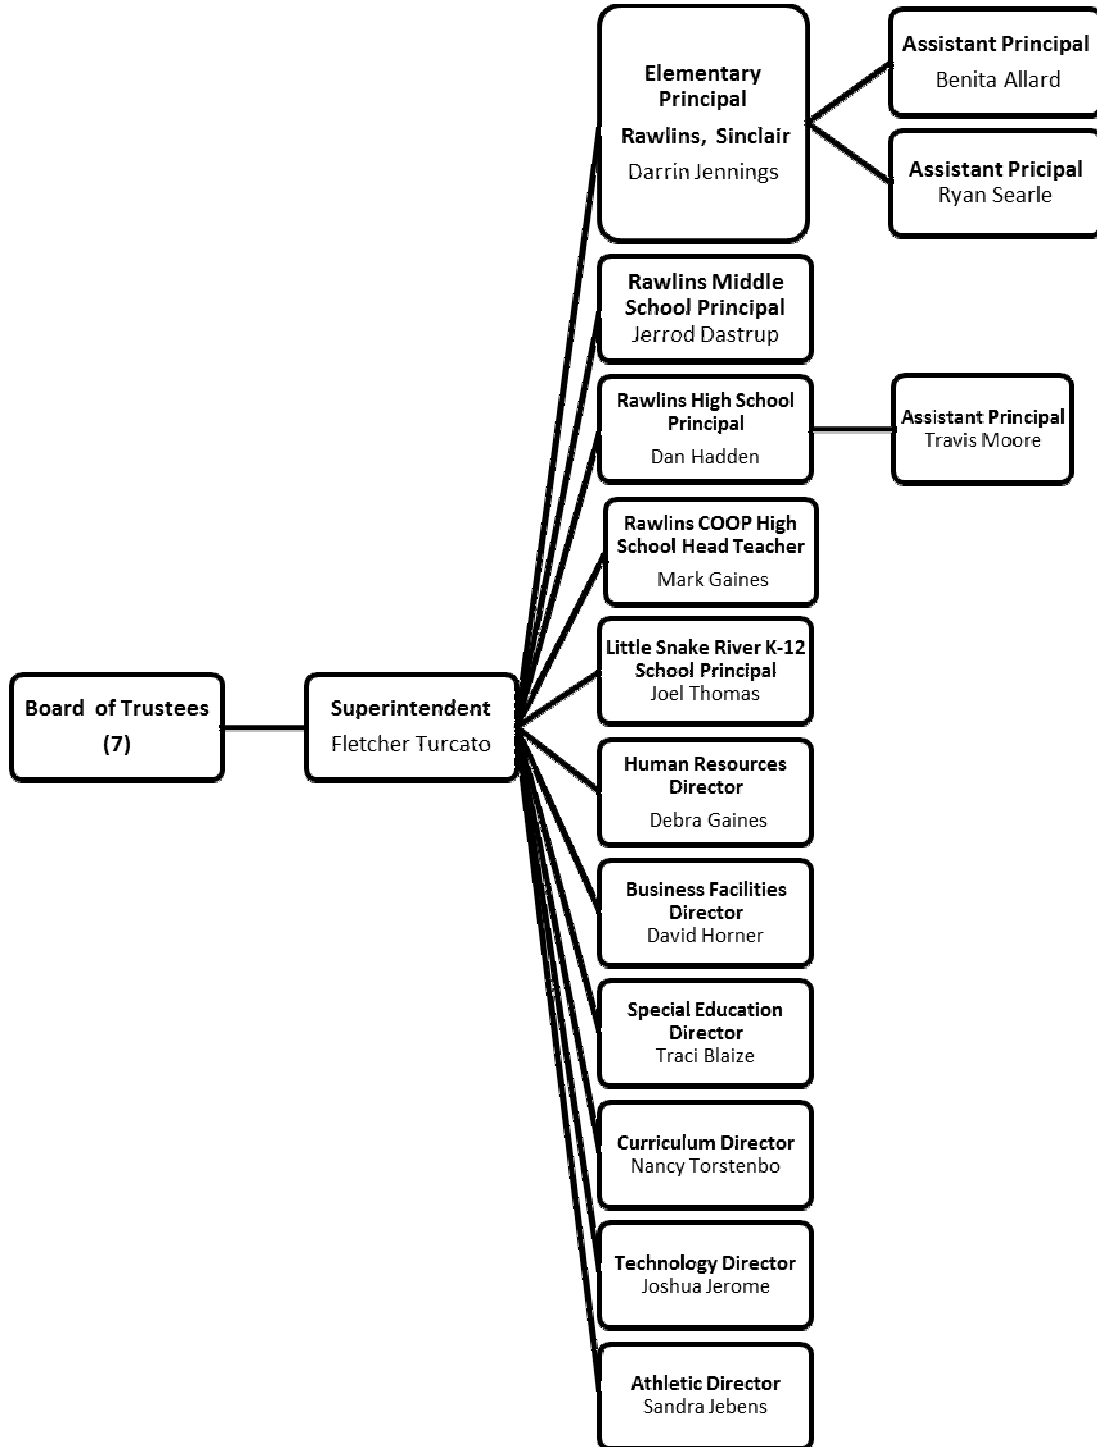 Board of Trustees
(7)
Superintendent
Fletcher Turcato
Elementary
Principal
Rawlins, Sinclair
Darrin Jennings
Assistant Principal
Benita Allard
Assistant Pricipal
Ryan Searle
Rawlins Middle
School Principal
Jerrod Dastrup
Rawlins High School
Principal
Dan Hadden
Assistant Principal
Travis Moore
Rawlins COOP High
School Head Teacher
Mark Gaines
Little Snake River K-12
School Principal
Joel Thomas
Human Resources
Director
Debra Gaines
Business Facilities
Director
David Horner
Special Education
Director
Traci Blaize
Curriculum Director
Nancy Torstenbo
Technology Director
Joshua Jerome
Athletic Director
Sandra Jebens